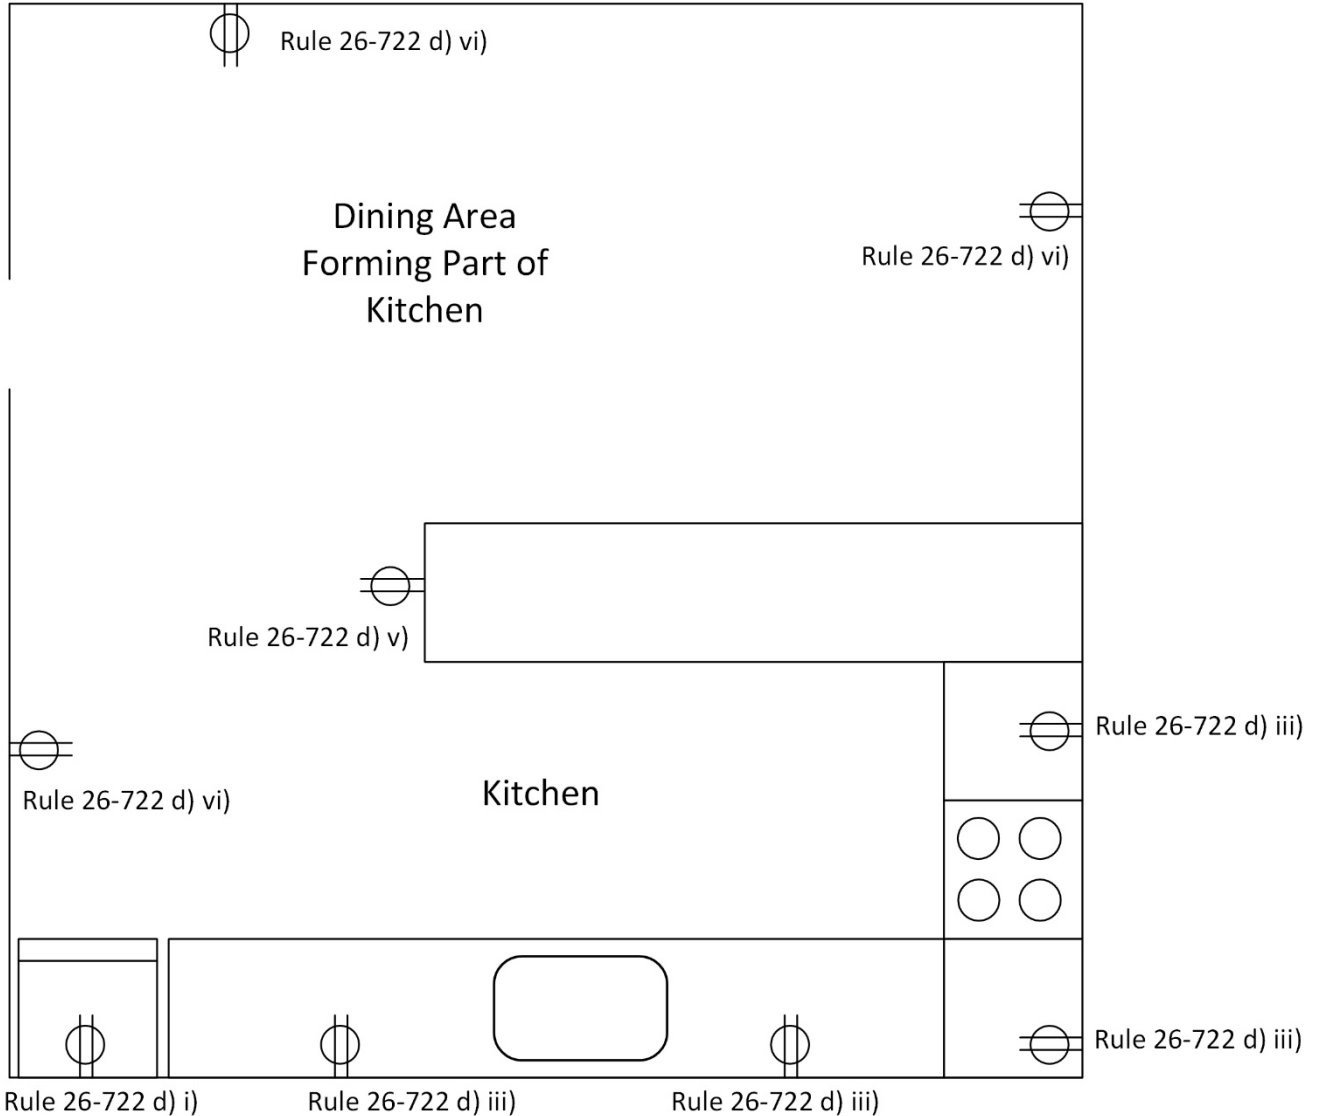 Rule 26-722 d) vi)
Dining Area
Forming Part of
Kitchen
Rule 26-722 d) vi)
Rule 26-722 d) v)
Rule 26-722 d) iii)
Rule 26-722 d) vi)
Kitchen
Rule 26-722 d) iii)
Rule 26-722 d) i)
Rule 26-722 d) iii)
Rule 26-722 d) iii)